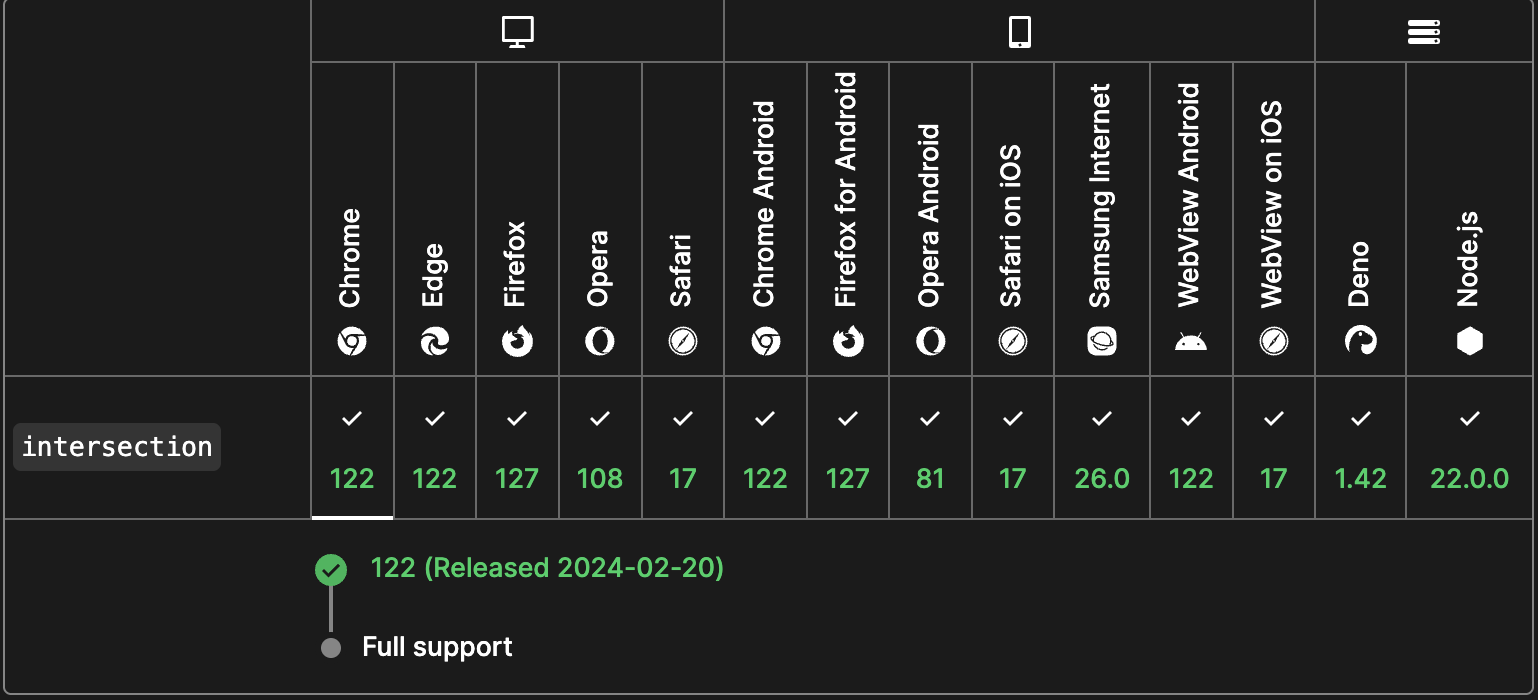 Chrome
Edge
Firefox
Opera
Safari
Chrome Android
Firefox for Android
Opera Android
Safari on iOS
Samsung Internet
WebView Android
WebView on iOS
Deno
Node.js
intersection
122
122
127
108
17
122
127
81
17
26.0
122
17
1.42
22.0.0
122 (Released 2024-02-20)
Full support